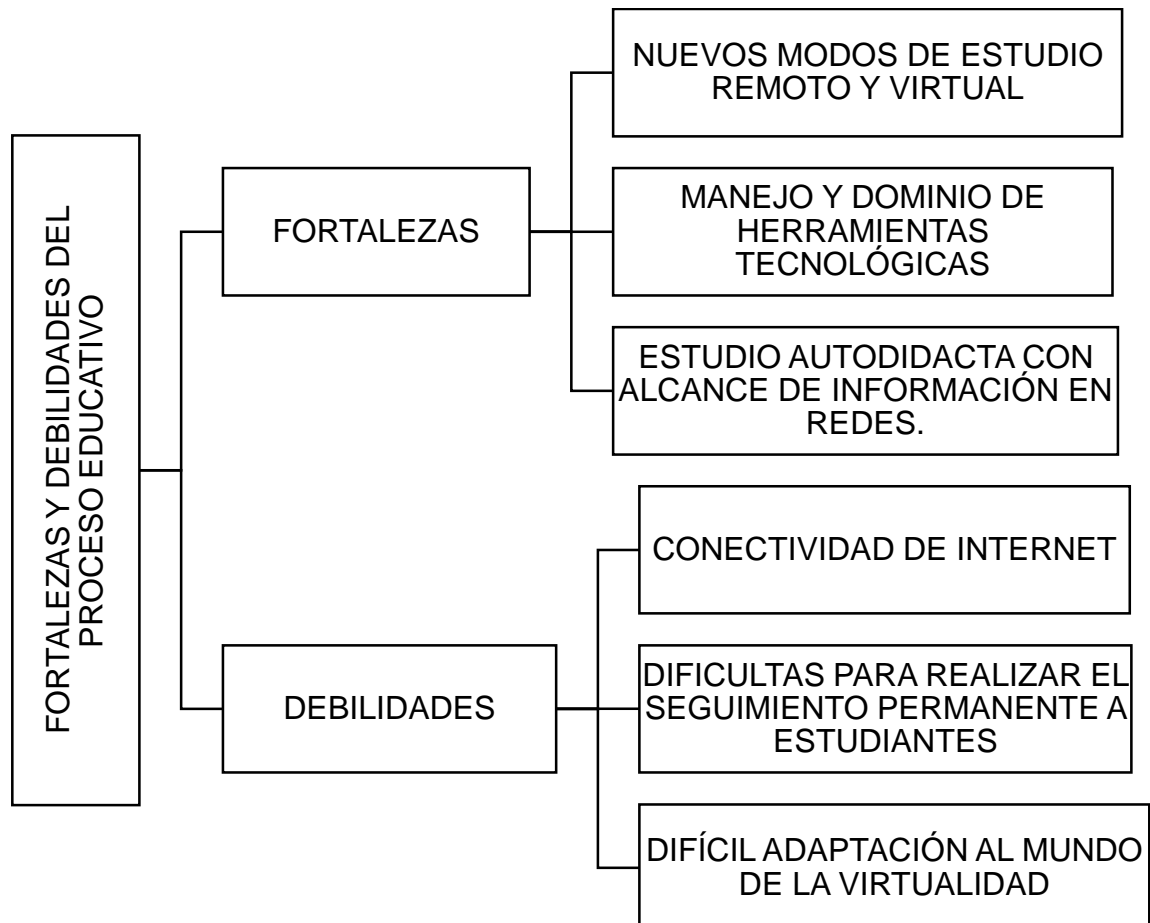 FORTALEZAS Y DEBILIDADES DEL
PROCESO EDUCATIVO
FORTALEZAS
NUEVOS MODOS DE ESTUDIO
REMOTO Y VIRTUAL
MANEJO Y DOMINIO DE
HERRAMIENTAS
TECNOLÓGICAS
ESTUDIO AUTODIDACTA CON
ALCANCE DE INFORMACIÓN EN
REDES.
DEBILIDADES
CONECTIVIDAD DE INTERNET
DIFICULTAS PARA REALIZAR EL
SEGUIMIENTO PERMANENTE A
ESTUDIANTES
DIFÍCIL ADAPTACIÓN AL MUNDO
DE LA VIRTUALIDAD